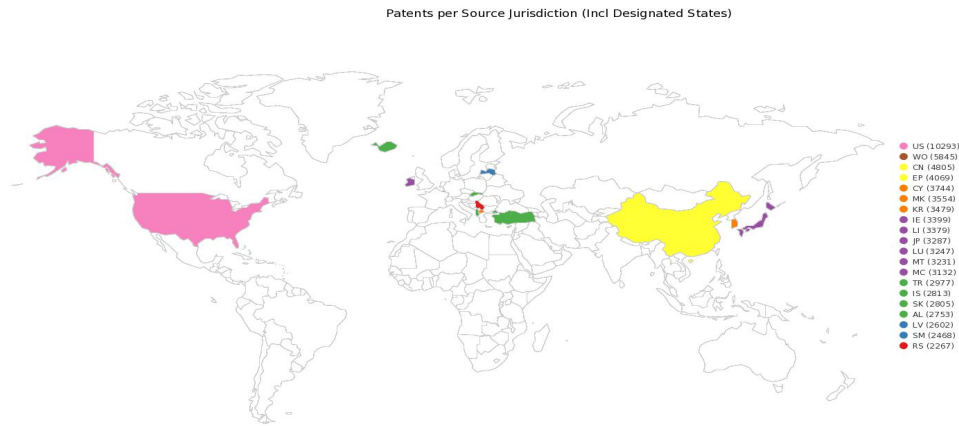 Patents per Source Jurisdiction (Incl Designated States)
US (10293)
WO (5845)
CN (4805)
EP (4069)
CY (3744)
MK (3554)
KR (3479)
IE (3399)
LI (3379)
JP (3287)
LU (3247)
MT (3231)
MC (3132)
TR (2977)
IS (2813)
SK (2805)
AL (2753)
LV (2602)
SM (2468)
RS (2267)